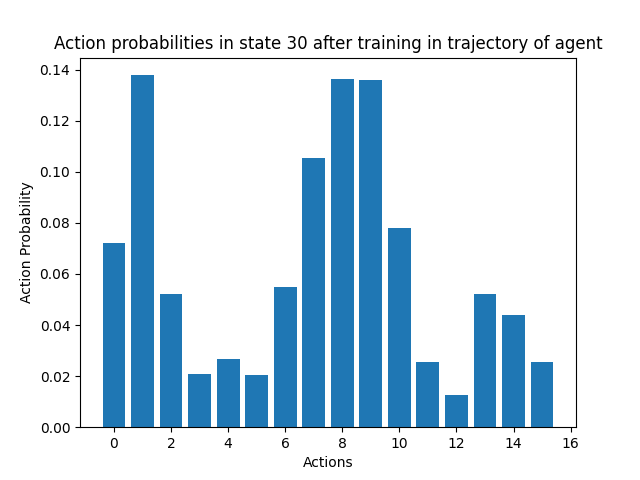 Action probabilities in state 30 after training in trajectory of agent
0.14
0.12
0.10
0.08
0.06
0.04
0.02
0.00
Action Probability
0 2 4 6 8 10 12 14 16
Actions